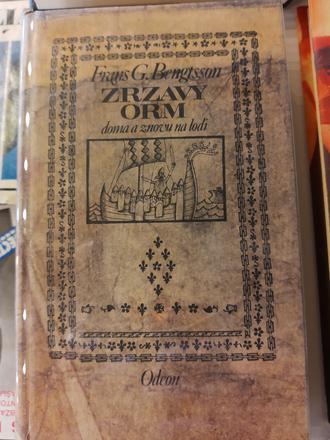 Frans G. Bengtsson
ZRZAVÝ
ORM
doma a znovu na lodi
Odeon